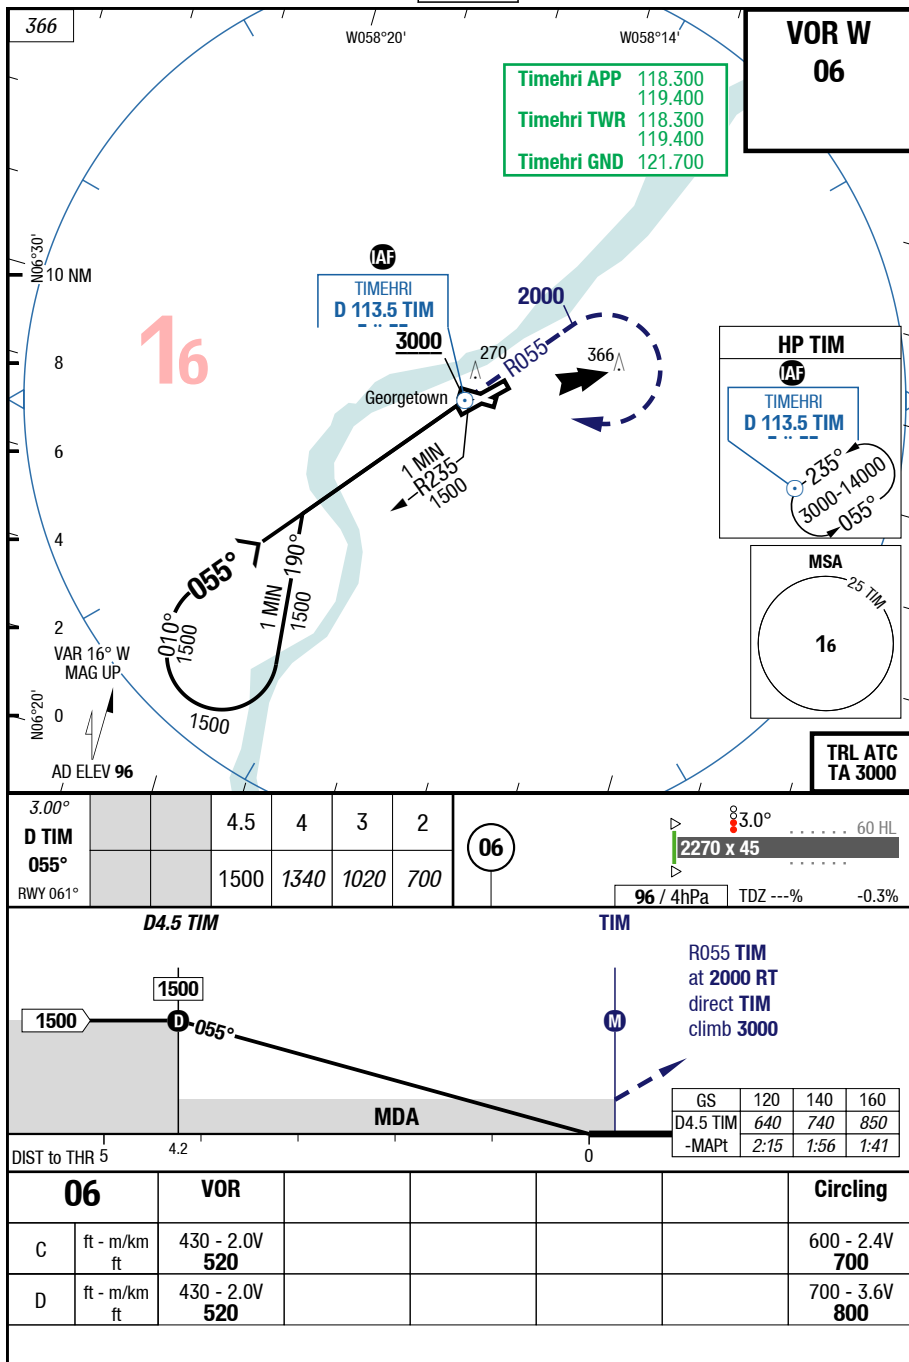 366
W058°20'
W058°14'
VOR W
06
Timehri APP 118.300
119.400
Timehri TWR 118.300
119.400
Timehri GND 121.700
N06°30'
10 NM
8
6
4
2
0
N06°20'
16
IAF
TIMEHRI
D 113.5 TIM
3000
270
2000
R055
366
Georgetown
1 MIN
R235
1500
055°
010°
1500
1 MIN
190°
1500
1500
VAR 16° W
MAG UP
AD ELEV 96
HP TIM
IAF
TIMEHRI
D 113.5 TIM
235°
3000-14000
055°
MSA
25 TIM
16
TRL ATC
TA 3000
3.00°
D TIM
055°
RWY 061°
4.5 4 3 2
1500 1340 1020 700
06
3.0°
60 HL
2270 x 45
96 / 4hPa TDZ ---% -0.3%
D4.5 TIM
TIM
1500
1500
D
055°
M
R055 TIM
at 2000 RT
direct TIM
climb 3000
MDA
GS 120 140 160
D4.5 TIM 640 740 850
-MAPt 2:15 1:56 1:41
DIST to THR 5 4.2 0
06 VOR Circling
C ft - m/km 430 - 2.0V 600 - 2.4V
ft 520 700
D ft - m/km 430 - 2.0V 700 - 3.6V
ft 520 800